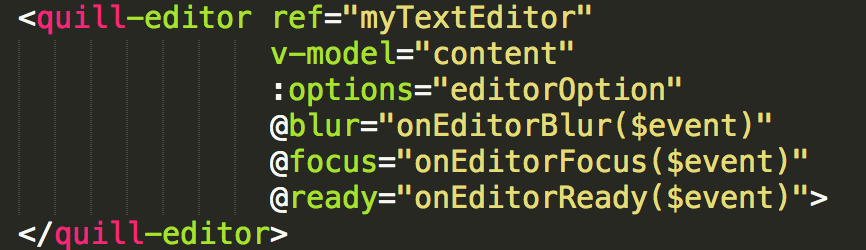 <quill-editor ref="myTextEditor"
v-model="content"
:options="editorOption"
@blur="onEditorBlur($event)"
@focus="onEditorFocus($event)"
@ready="onEditorReady($event)">
</quill-editor>